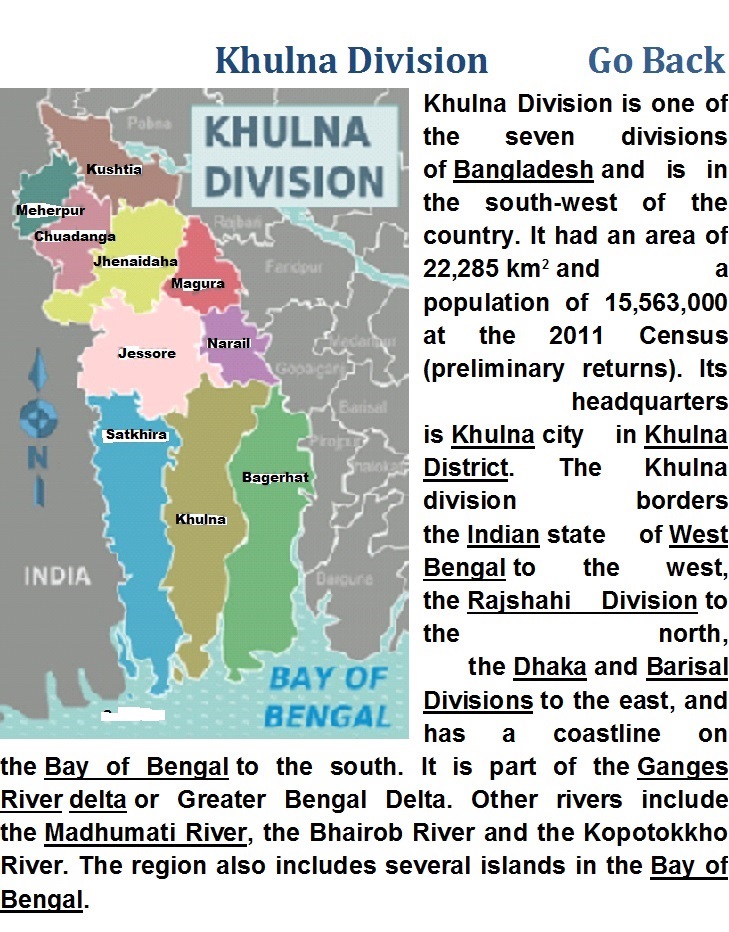 Khulna Division Go Back
Pabna
KHULNA
DIVISION
Kushtia
Meherpur
Chuadanga
Rajbari
Jhenaidaha
Faridpur
Magura
Narail
Jessore
Madaripur
Gopalganj
Barisal
Satkhira
Pirojpur
Bagerhat
Khulna
N
INDIA
BAY OF
BENGAL
Khulna Division is one of
the seven divisions
of Bangladesh and is in
the south-west of the
country. It had an area of
22,285 km² and a
population of 15,563,000
at the 2011 Census
(preliminary returns). Its
headquarters
is Khulna city in Khulna
District. The Khulna
division borders
the Indian state of West
Bengal to the west,
the Rajshahi Division to
the north,
the Dhaka and Barisal
Divisions to the east, and
has a coastline on
the Bay of Bengal to the south. It is part of the Ganges
River delta or Greater Bengal Delta. Other rivers include
the Madhumati River, the Bhairob River and the Kopotokkho
River. The region also includes several islands in the Bay of
Bengal.